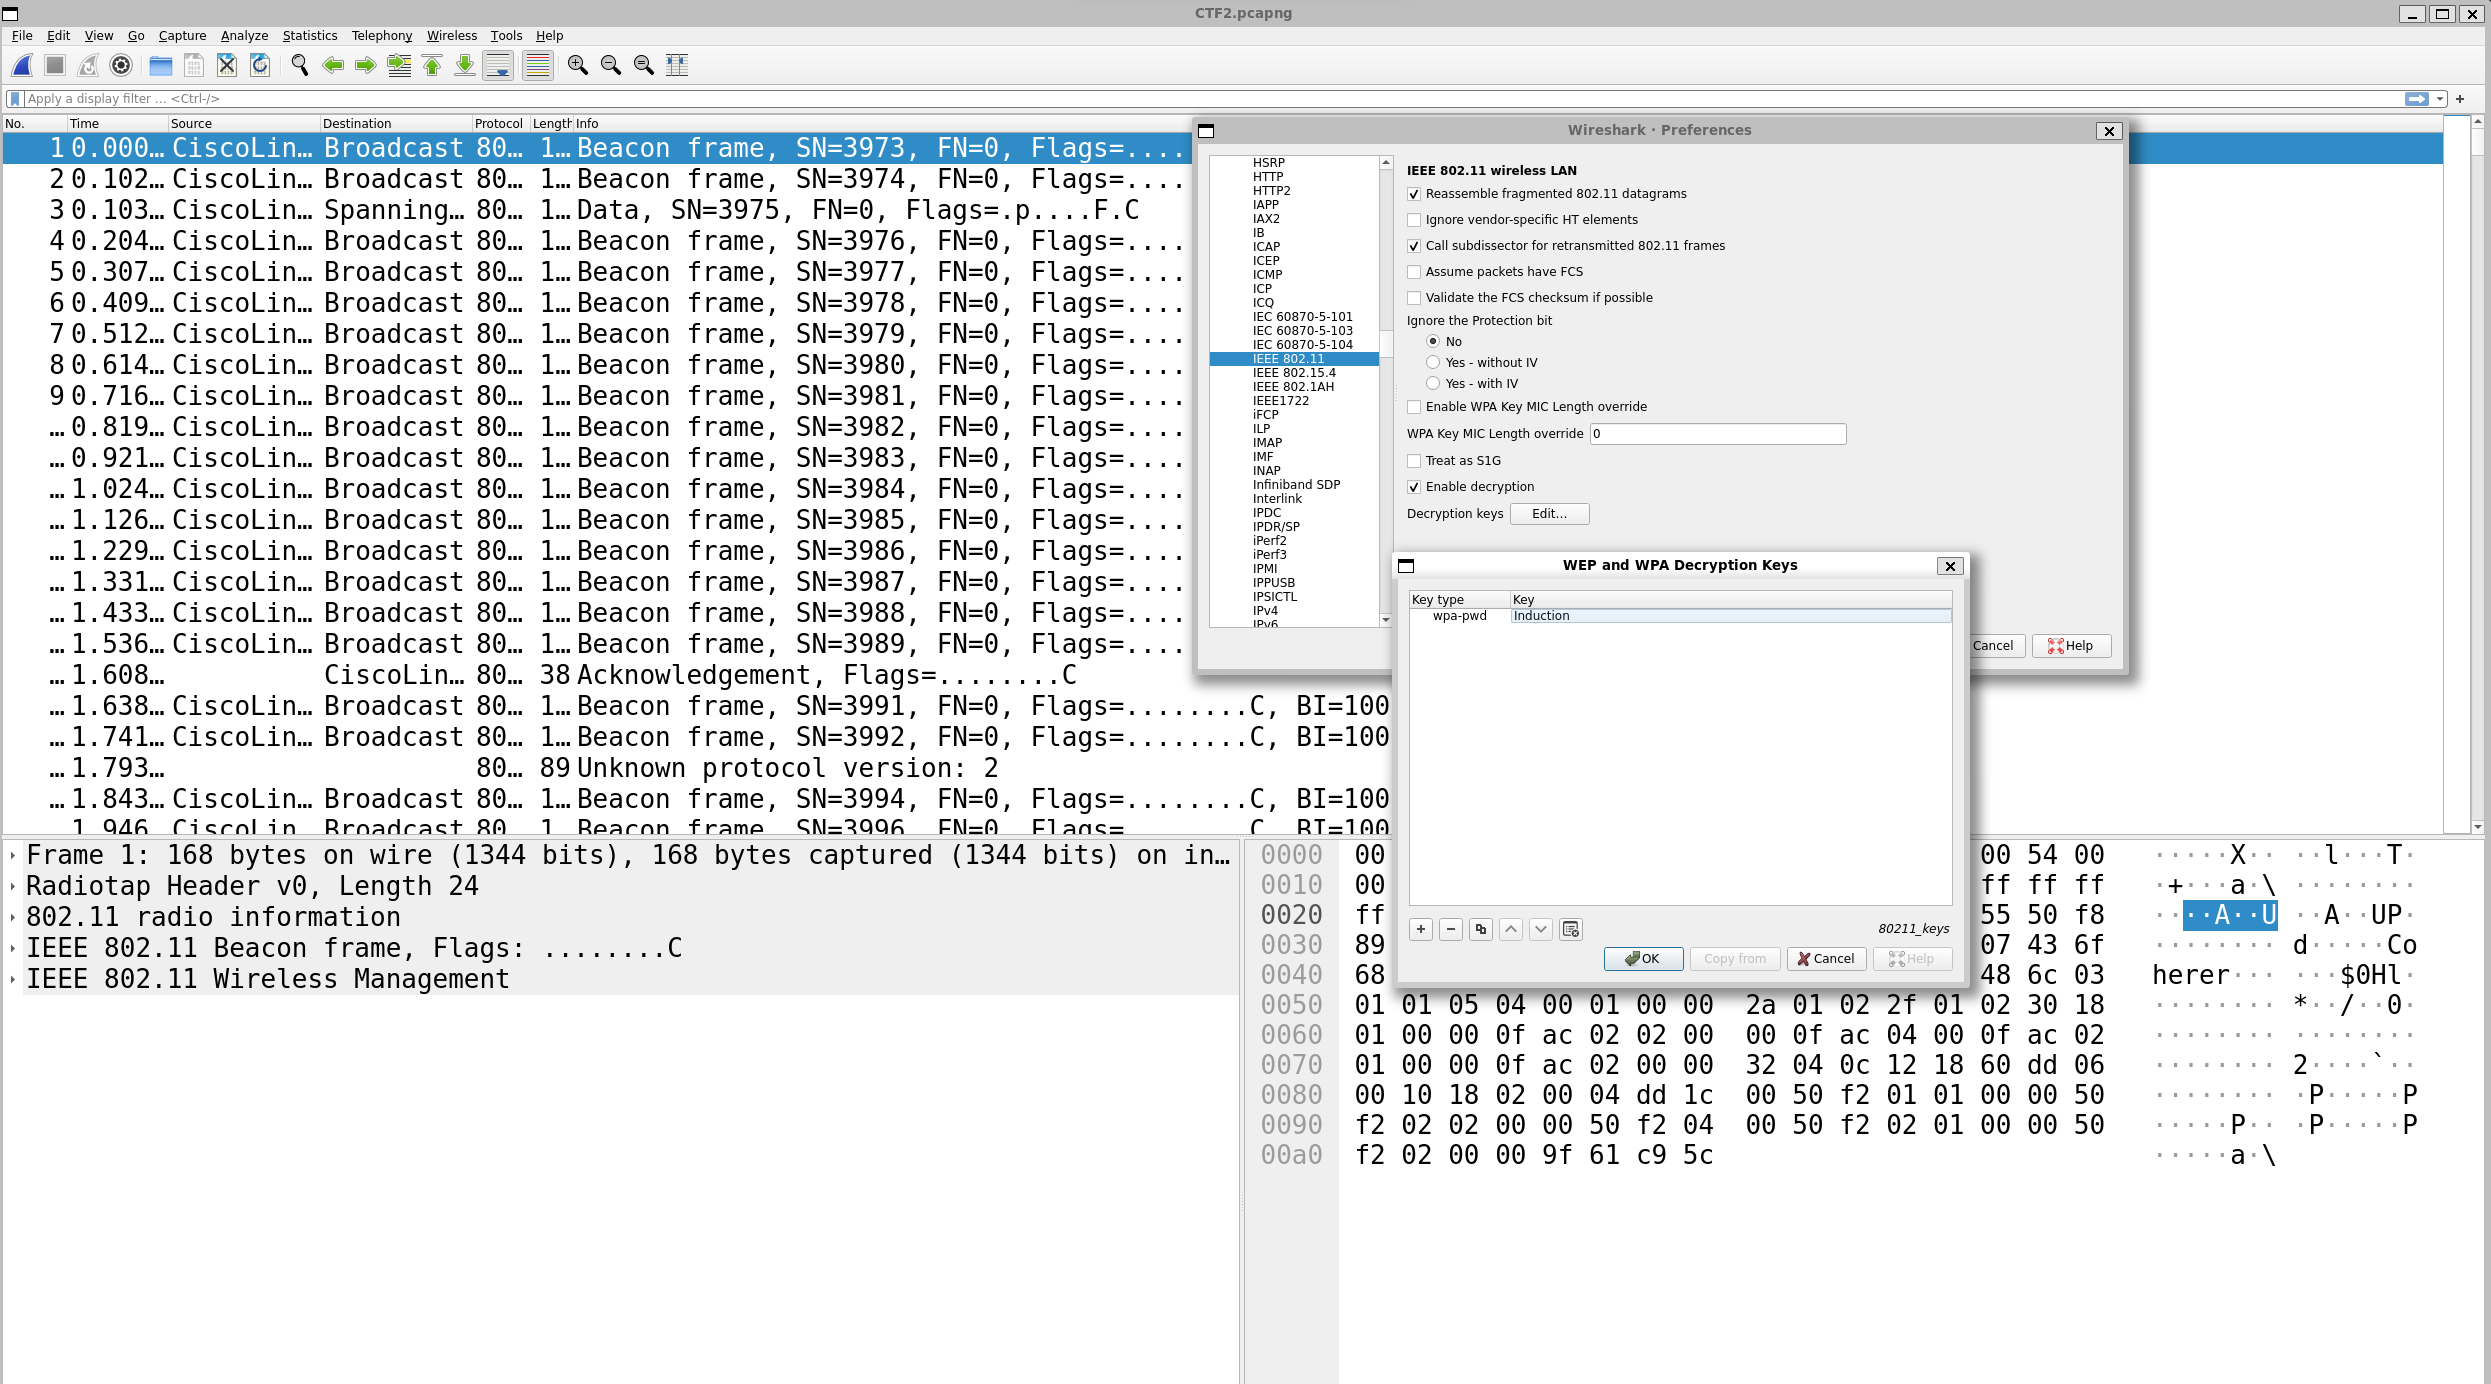 CTF2.pcapng
File Edit View Go Capture Analyze Statistics Telephony Wireless Tools Help
Apply a display filter … <Ctrl-/>
No. Time Source Destination Protocol Length Info
1 0.000… CiscoLin… Broadcast 80… 1… Beacon frame, SN=3973, FN=0, Flags=....
2 0.102… CiscoLin… Broadcast 80… 1… Beacon frame, SN=3974, FN=0, Flags=....
3 0.103… CiscoLin… Spanning… 80… 1… Data, SN=3975, FN=0, Flags=.p....F.C
4 0.204… CiscoLin… Broadcast 80… 1… Beacon frame, SN=3976, FN=0, Flags=....
5 0.307… CiscoLin… Broadcast 80… 1… Beacon frame, SN=3977, FN=0, Flags=....
6 0.409… CiscoLin… Broadcast 80… 1… Beacon frame, SN=3978, FN=0, Flags=....
7 0.512… CiscoLin… Broadcast 80… 1… Beacon frame, SN=3979, FN=0, Flags=....
8 0.614… CiscoLin… Broadcast 80… 1… Beacon frame, SN=3980, FN=0, Flags=....
9 0.716… CiscoLin… Broadcast 80… 1… Beacon frame, SN=3981, FN=0, Flags=....
… 0.819… CiscoLin… Broadcast 80… 1… Beacon frame, SN=3982, FN=0, Flags=....
… 0.921… CiscoLin… Broadcast 80… 1… Beacon frame, SN=3983, FN=0, Flags=....
… 1.024… CiscoLin… Broadcast 80… 1… Beacon frame, SN=3984, FN=0, Flags=....
… 1.126… CiscoLin… Broadcast 80… 1… Beacon frame, SN=3985, FN=0, Flags=....
… 1.229… CiscoLin… Broadcast 80… 1… Beacon frame, SN=3986, FN=0, Flags=....
… 1.331… CiscoLin… Broadcast 80… 1… Beacon frame, SN=3987, FN=0, Flags=....
… 1.433… CiscoLin… Broadcast 80… 1… Beacon frame, SN=3988, FN=0, Flags=....
… 1.536… CiscoLin… Broadcast 80… 1… Beacon frame, SN=3989, FN=0, Flags=....
… 1.608… CiscoLin… 80… 38 Acknowledgement, Flags=........C
… 1.638… CiscoLin… Broadcast 80… 1… Beacon frame, SN=3991, FN=0, Flags=........C, BI=100
… 1.741… CiscoLin… Broadcast 80… 1… Beacon frame, SN=3992, FN=0, Flags=........C, BI=100
… 1.793… 80… 89 Unknown protocol version: 2
… 1.843… CiscoLin… Broadcast 80… 1… Beacon frame, SN=3994, FN=0, Flags=........C, BI=100
1.946 CiscoLin Broadcast 80 1 Beacon frame, SN=3996, FN=0, Flags= C, BI=100
Wireshark · Preferences
HSRP
HTTP
HTTP2
IAPP
IAX2
IB
ICAP
ICEP
ICMP
ICP
ICQ
IEC 60870-5-101
IEC 60870-5-103
IEC 60870-5-104
IEEE 802.11
IEEE 802.15.4
IEEE 802.1AH
IEEE1722
iFCP
ILP
IMAP
IMF
INAP
Infiniband SDP
Interlink
IPDC
IPDR/SP
iPerf2
iPerf3
IPMI
IPPUSB
IPSICTL
IPv4
IPv6
IEEE 802.11 wireless LAN
Reassemble fragmented 802.11 datagrams
Ignore vendor-specific HT elements
Call subdissector for retransmitted 802.11 frames
Assume packets have FCS
Validate the FCS checksum if possible
Ignore the Protection bit
No
Yes - without IV
Yes - with IV
Enable WPA Key MIC Length override
WPA Key MIC Length override 0
Treat as S1G
Enable decryption
Decryption keys Edit…
Cancel Help
WEP and WPA Decryption Keys
Key type Key
wpa-pwd Induction
80211_keys
OK Copy from Cancel Help
Frame 1: 168 bytes on wire (1344 bits), 168 bytes captured (1344 bits) on in…
Radiotap Header v0, Length 24
802.11 radio information
IEEE 802.11 Beacon frame, Flags: ........C
IEEE 802.11 Wireless Management
0000 00 00 54 00 ·····X·· ··l···T·
0010 00 ff ff ff ·+···a·\ ········
0020 ff 55 50 f8 ····A··U ··A··UP·
0030 89 07 43 6f ········ d·····Co
0040 68 48 6c 03 herer··· ···$0Hl·
0050 01 01 05 04 00 01 00 00 2a 01 02 2f 01 02 30 18 ········ *··/··0·
0060 01 00 00 0f ac 02 02 00 00 0f ac 04 00 0f ac 02 ········ ········
0070 01 00 00 0f ac 02 00 00 32 04 0c 12 18 60 dd 06 ········ 2····`··
0080 00 10 18 02 00 04 dd 1c 00 50 f2 01 01 00 00 50 ········ ·P·····P
0090 f2 02 02 00 00 50 f2 04 00 50 f2 02 01 00 00 50 ·····P·· ·P·····P
00a0 f2 02 00 00 9f 61 c9 5c ·····a·\